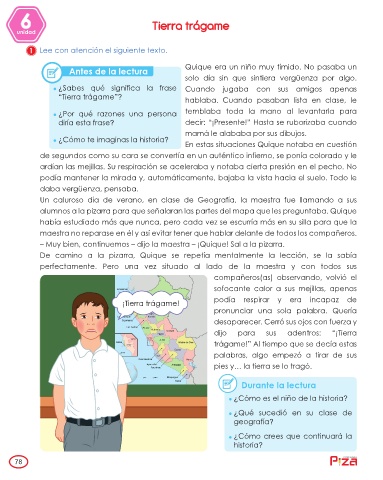 6
unidad
Tierra trágame
1 Lee con atención el siguiente texto.
Antes de la lectura
¿Sabes qué significa la frase
"Tierra trágame"?
¿Por qué razones una persona
diría esta frase?
¿Cómo te imaginas la historia?
Quique era un niño muy tímido. No pasaba un
solo día sin que sintiera vergüenza por algo.
Cuando jugaba con sus amigos apenas
hablaba. Cuando pasaban lista en clase, le
temblaba toda la mano al levantarla para
decir: "¡Presente!" Hasta se ruborizaba cuando
mamá le alababa por sus dibujos.
En estas situaciones Quique notaba en cuestión
de segundos como su cara se convertía en un auténtico infierno, se ponía colorado y le
ardían las mejillas. Su respiración se aceleraba y notaba cierta presión en el pecho. No
podía mantener la mirada y, automáticamente, bajaba la vista hacia el suelo. Todo le
daba vergüenza, pensaba.
Un caluroso día de verano, en clase de Geografía, la maestra fue llamando a sus
alumnos a la pizarra para que señalaran las partes del mapa que les preguntaba. Quique
había estudiado más que nunca, pero cada vez se escurría más en su silla para que la
maestra no reparase en él y así evitar tener que hablar delante de todos los compañeros.
– Muy bien, continuemos – dijo la maestra – ¡Quique! Sal a la pizarra.
De camino a la pizarra, Quique se repetía mentalmente la lección, se la sabía
perfectamente. Pero una vez situado al lado de la maestra y con todos sus
compañeros(as) observando, volvió el
sofocante calor a sus mejillas, apenas
podía respirar y era incapaz de
pronunciar una sola palabra. Quería
desaparecer. Cerró sus ojos con fuerza y
dijo para sus adentros: "¡Tierra
trágame!" Al tiempo que se decía estas
palabras, algo empezó a tirar de sus
pies y… la tierra se lo tragó.
¡Tierra trágame!
Durante la lectura
¿Cómo es el niño de la historia?
¿Qué sucedió en su clase de
geografía?
¿Cómo crees que continuará la
historia?
78